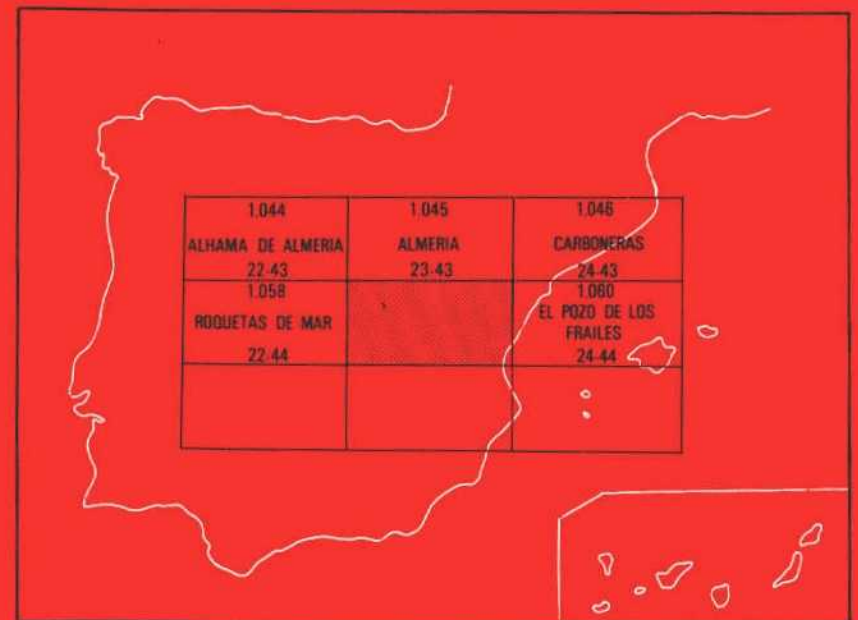 1.044
ALHAMA DE ALMERIA
22-43
1.045
ALMERIA
23-43
1.046
CARBONERAS
24-43
1.058
ROQUETAS DE MAR
22-44
1.060
EL POZO DE LOS
FRAILES
24-44